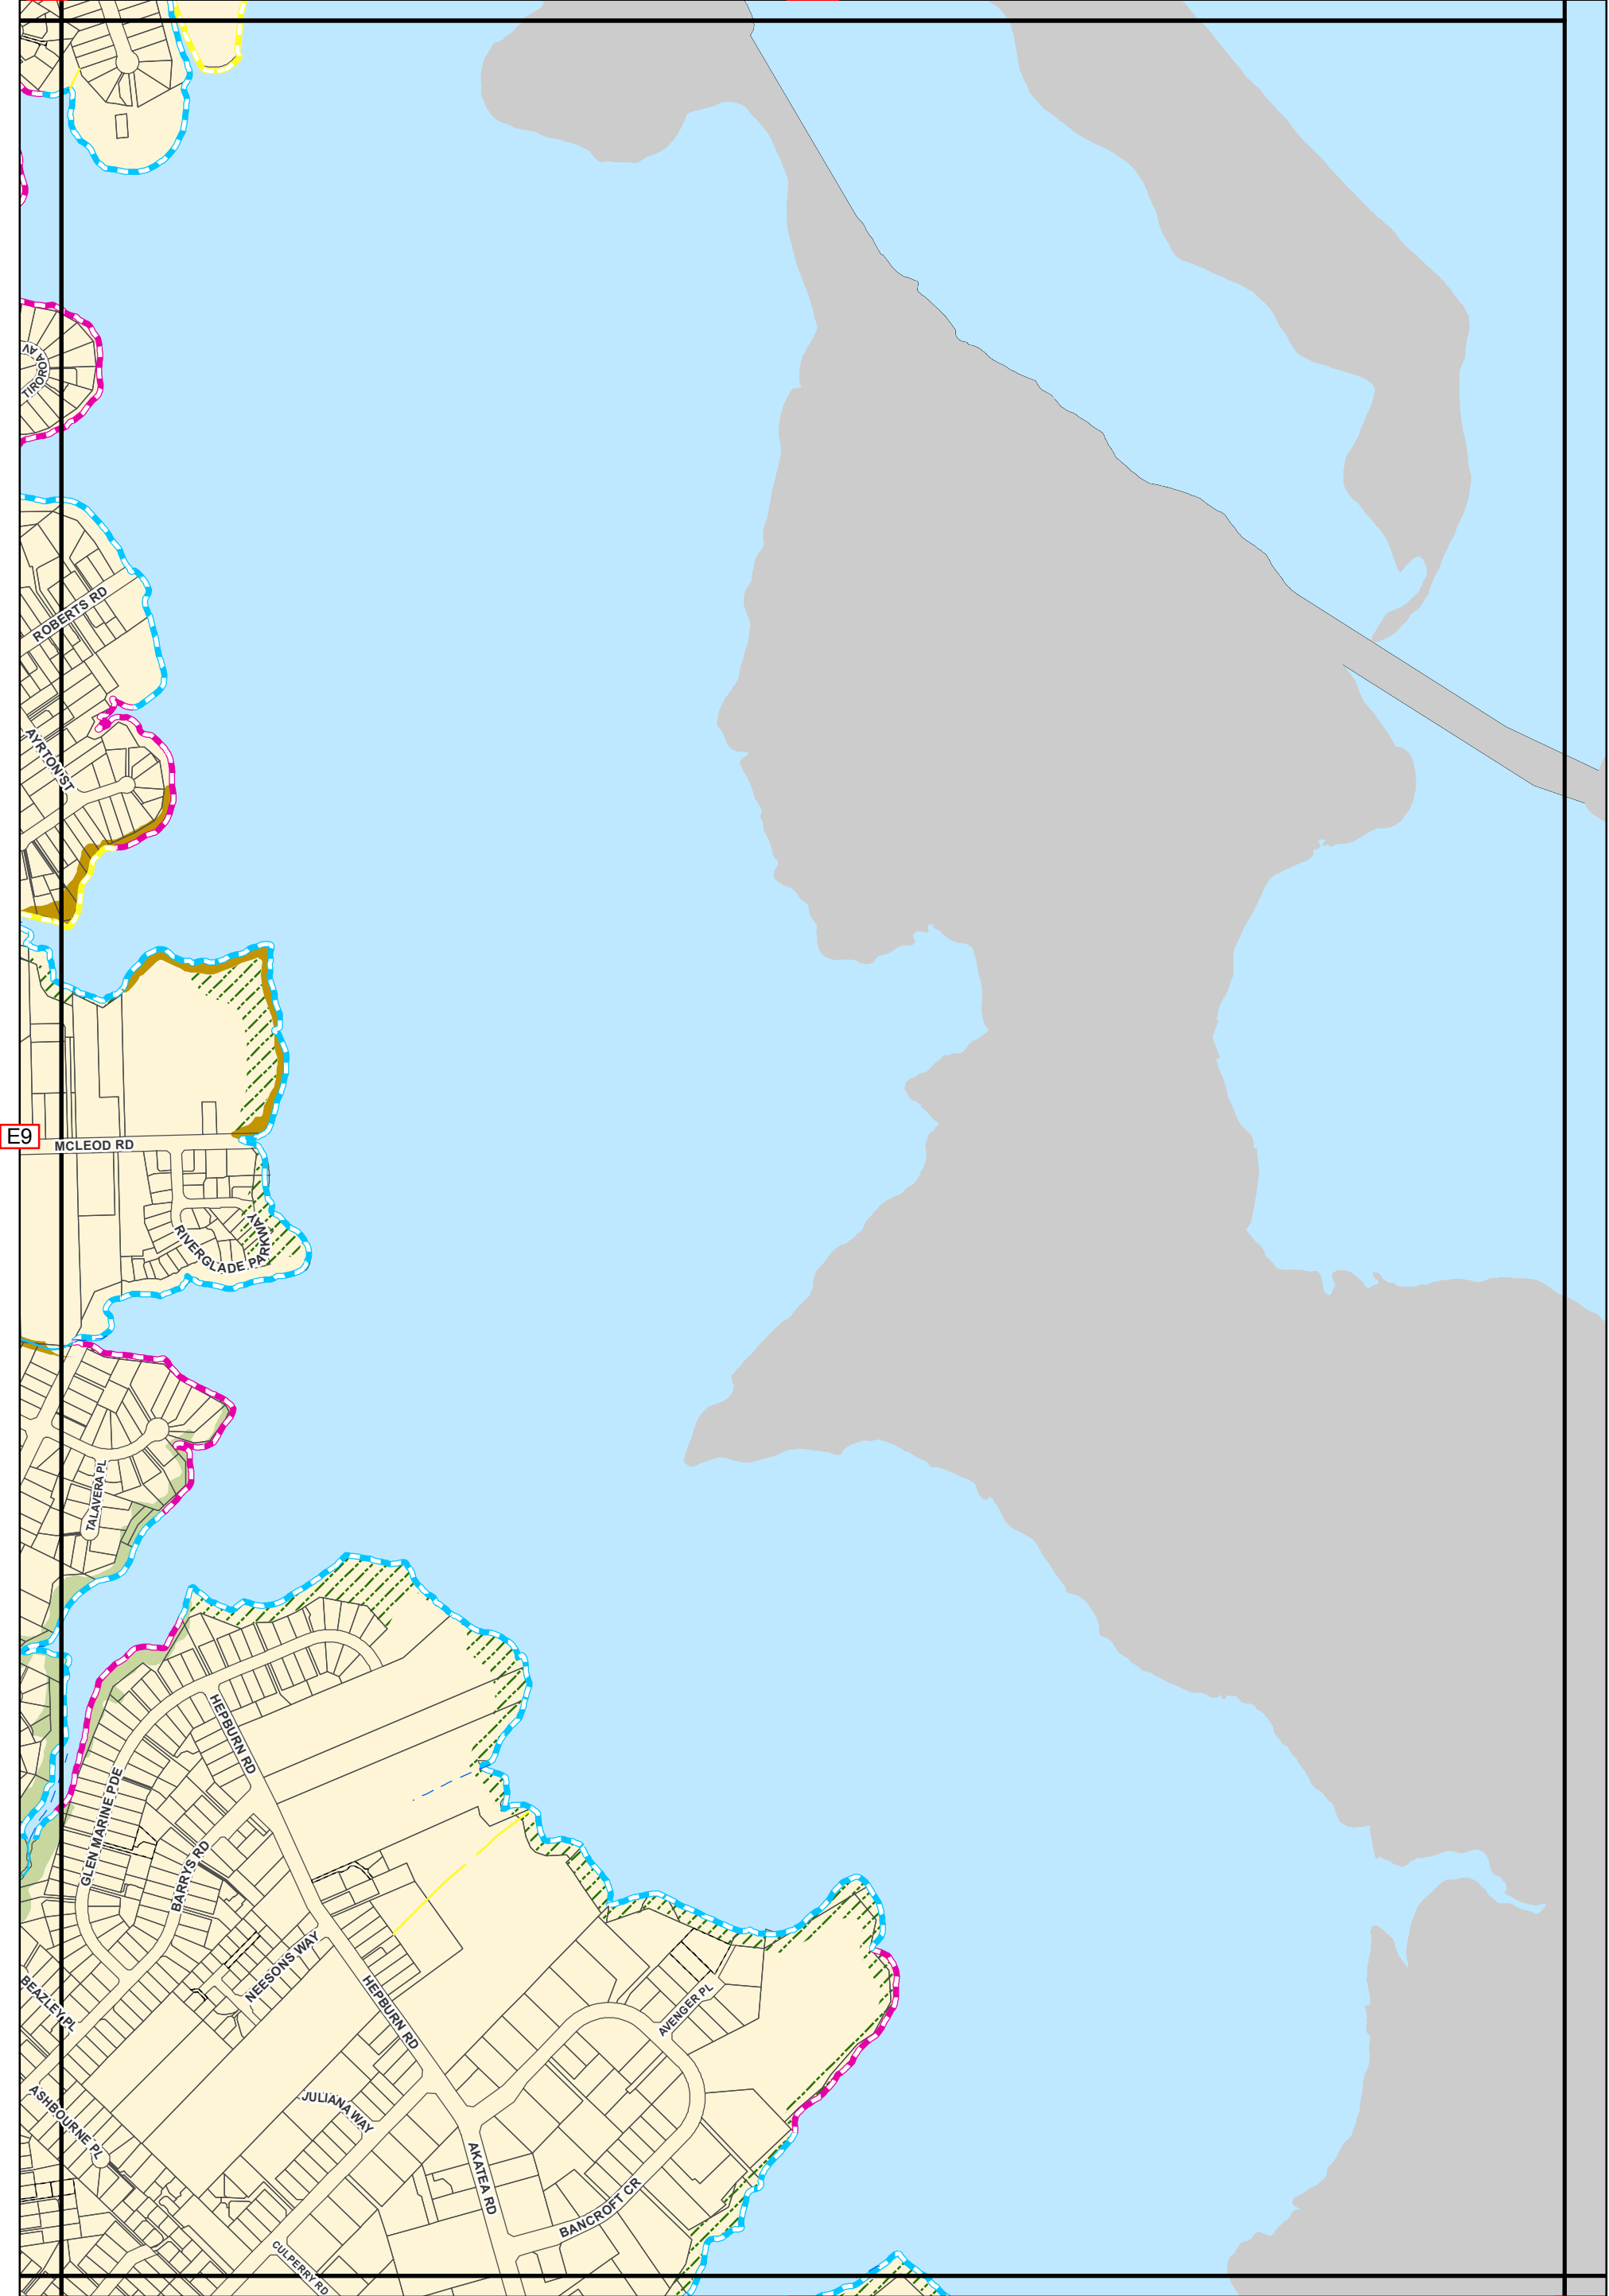 TIROROA AV
ROBERTS RD
AYRTON ST
E9
MCLEOD RD
RIVERGLADE PARKWAY
TALAVERA PL
HEPBURN RD
GLEN MARINE PDE
BARRYS RD
NEESONS WAY
BEAZLEY PL
HEPBURN RD
AVENGER PL
ASHBOURNE PL
JULIANA WAY
AKATEA RD
BANCROFT CR
CULPERRY RD